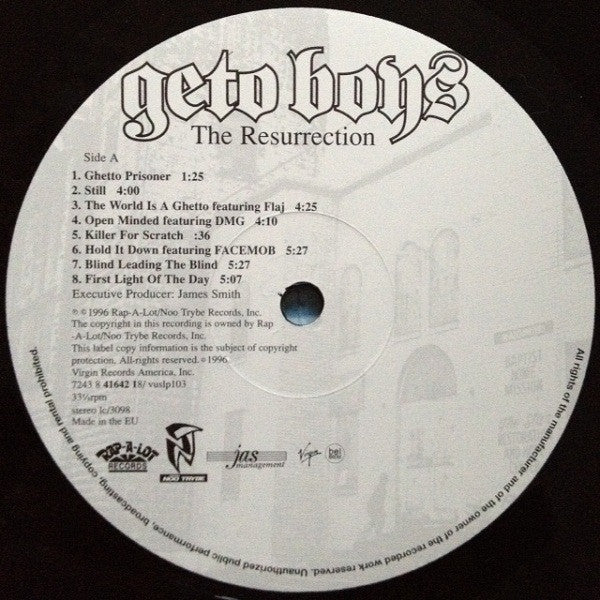 geto boys
The Resurrection
Side A
1. Ghetto Prisoner 1:25
2. Still 4:00
3. The World Is A Ghetto featuring Flaj 4:25
4. Open Minded featuring DMG 4:10
5. Killer For Scratch :36
6. Hold It Down featuring FACEMOB 5:27
7. Blind Leading The Blind 5:27
8. First Light Of The Day 5:07
Executive Producer: James Smith
℗ © 1996 Rap-A-Lot/Noo Trybe Records, Inc.
The copyright in this recording is owned by Rap
-A-Lot/Noo Trybe Records, Inc.
This label copy information is the subject of copyright
protection. All-rights reserved. ©1996
Virgin Records America, Inc.
7243 8 41642 18/ vuslp103
33⅓rpm
stereo lc/3098
Made in the EU
RAP-A-LOT
RECORDS
NOO TRYBE
jas
management
Virgin
bel
All rights of the manufacturer and of the owner of the recorded work reserved. Unauthorized public performance, broadcasting, copying and rental prohibited.